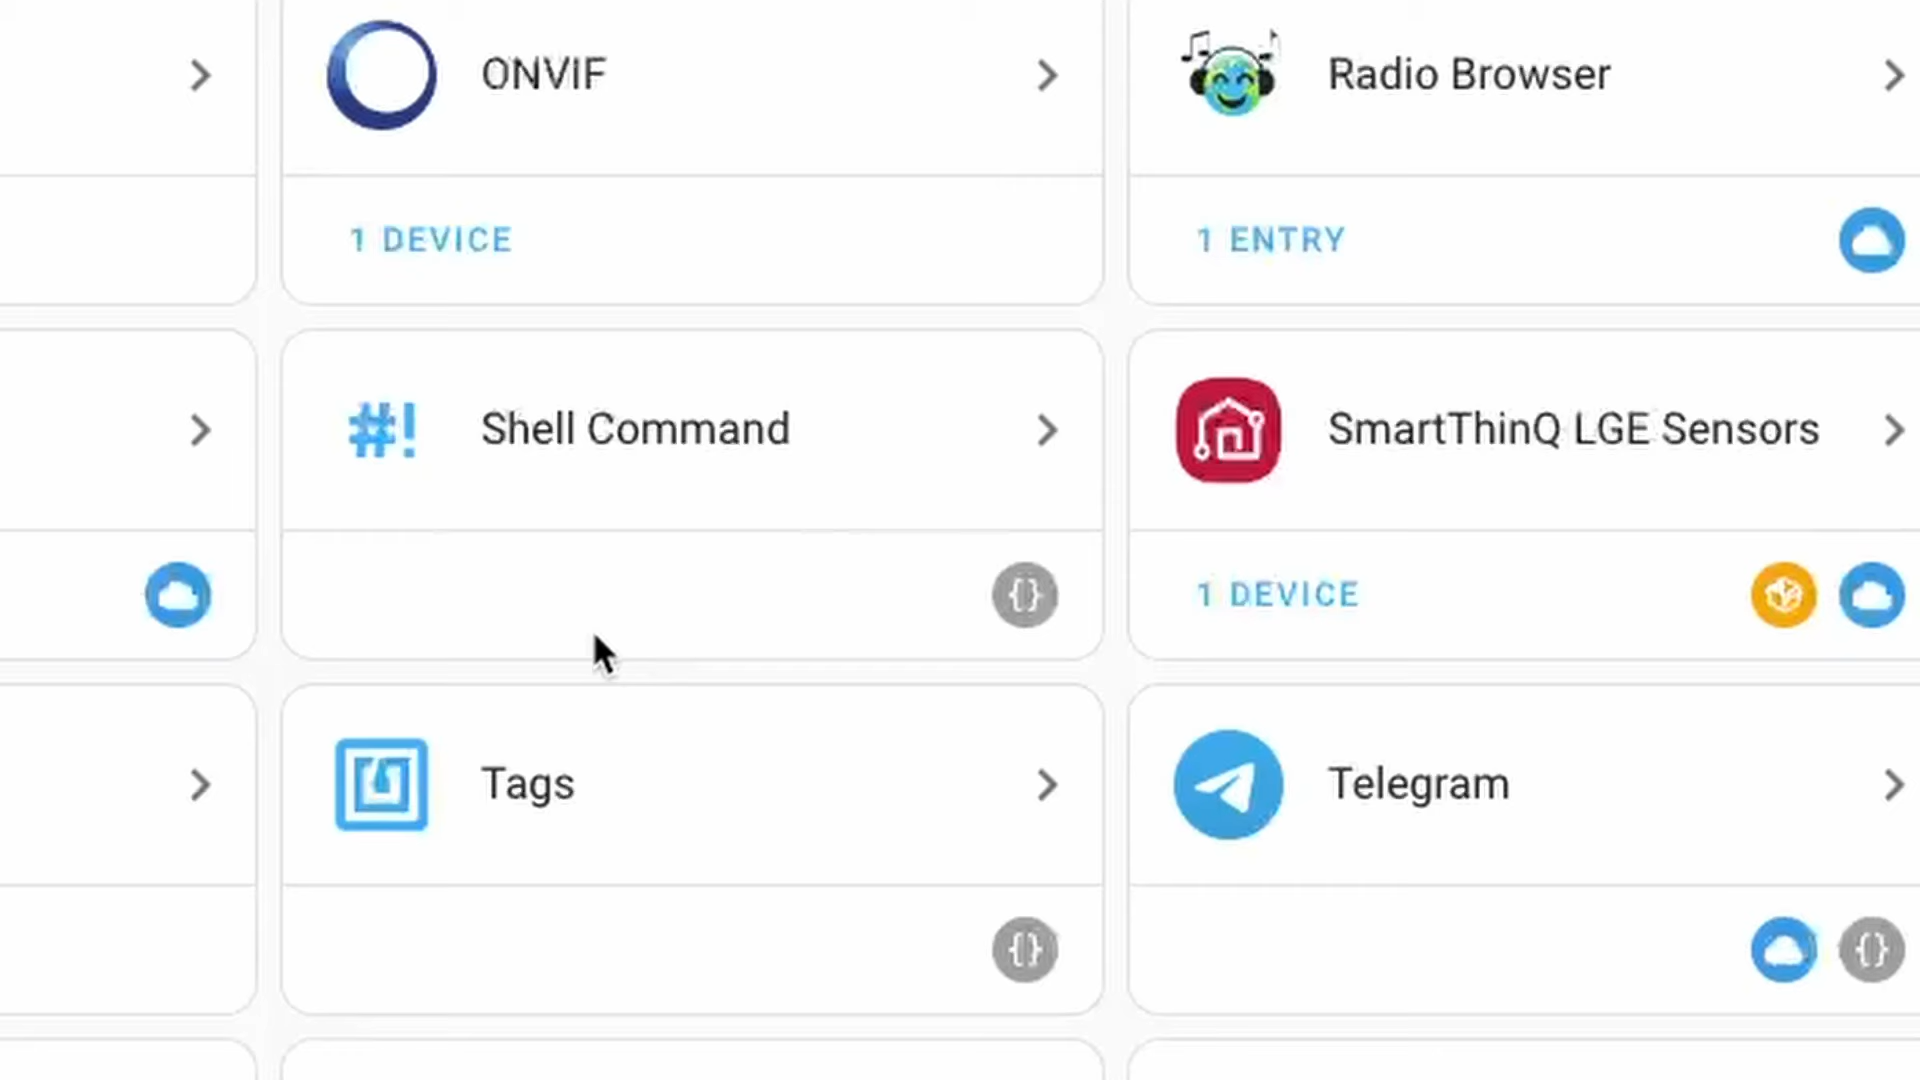 ONVIF
Radio Browser
1 DEVICE
1 ENTRY
#!
Shell Command
SmartThinQ LGE Sensors
{}
1 DEVICE
Tags
Telegram
{}
{}